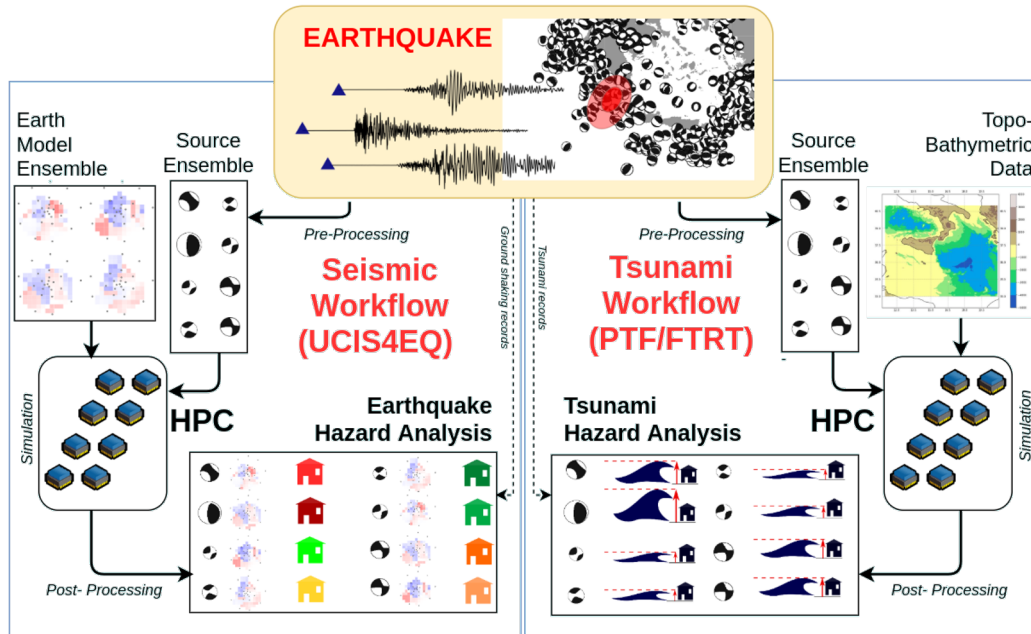 EARTHQUAKE
Earth
Model
Ensemble
Source
Ensemble
Pre-Processing
Seismic
Workflow
(UCIS4EQ)
Ground shaking records
Tsunami records
Pre-Processing
Tsunami
Workflow
(PTF/FTRT)
Source
Ensemble
Topo-
Bathymetric
Data
Simulation
HPC
Earthquake
Hazard Analysis
Tsunami
Hazard Analysis
HPC
Simulation
Post- Processing
Post- Processing